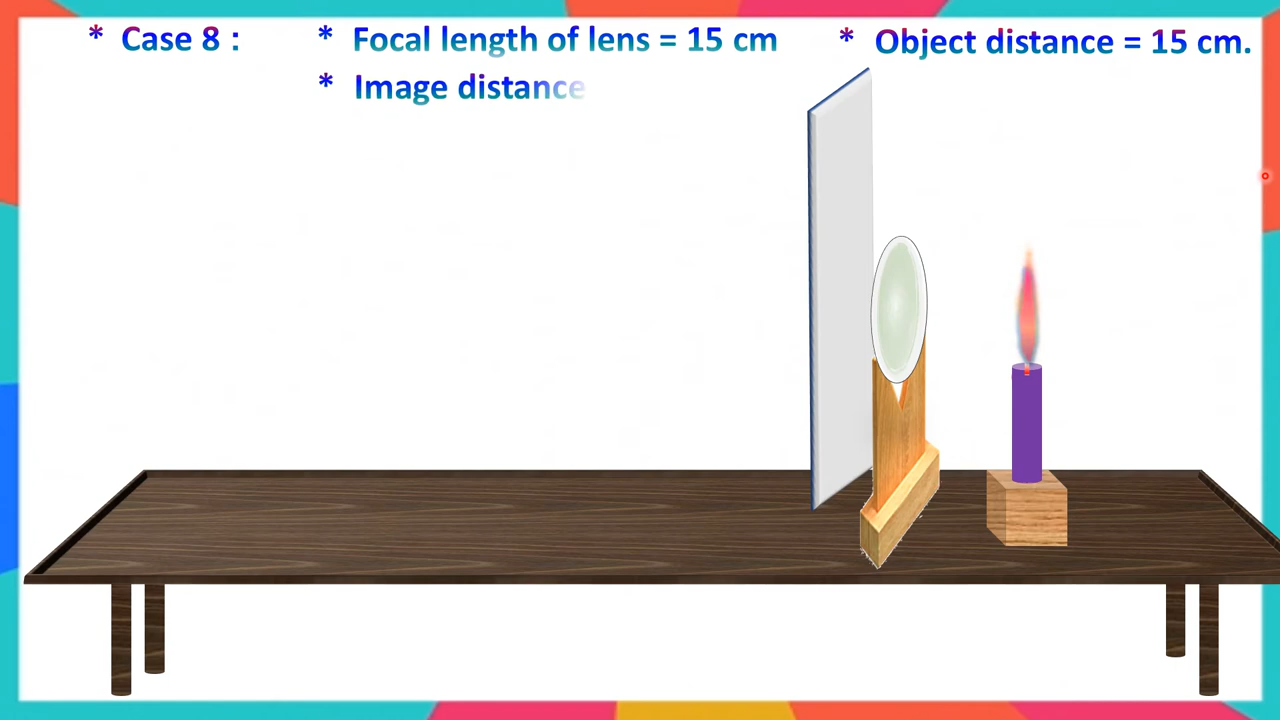 * Case 8 : * Focal length of lens = 15 cm * Object distance = 15 cm.
* Image distance